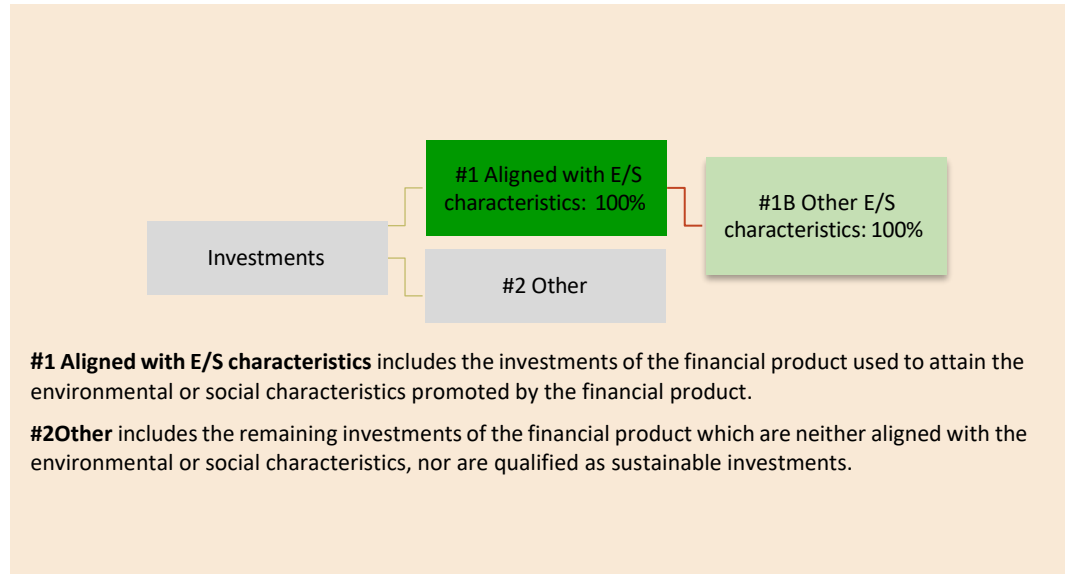 #1 Aligned with E/S
characteristics: 100%
#1B Other E/S
characteristics: 100%
Investments
#2 Other
#1 Aligned with E/S characteristics includes the investments of the financial product used to attain the
environmental or social characteristics promoted by the financial product.
#2Other includes the remaining investments of the financial product which are neither aligned with the
environmental or social characteristics, nor are qualified as sustainable investments.